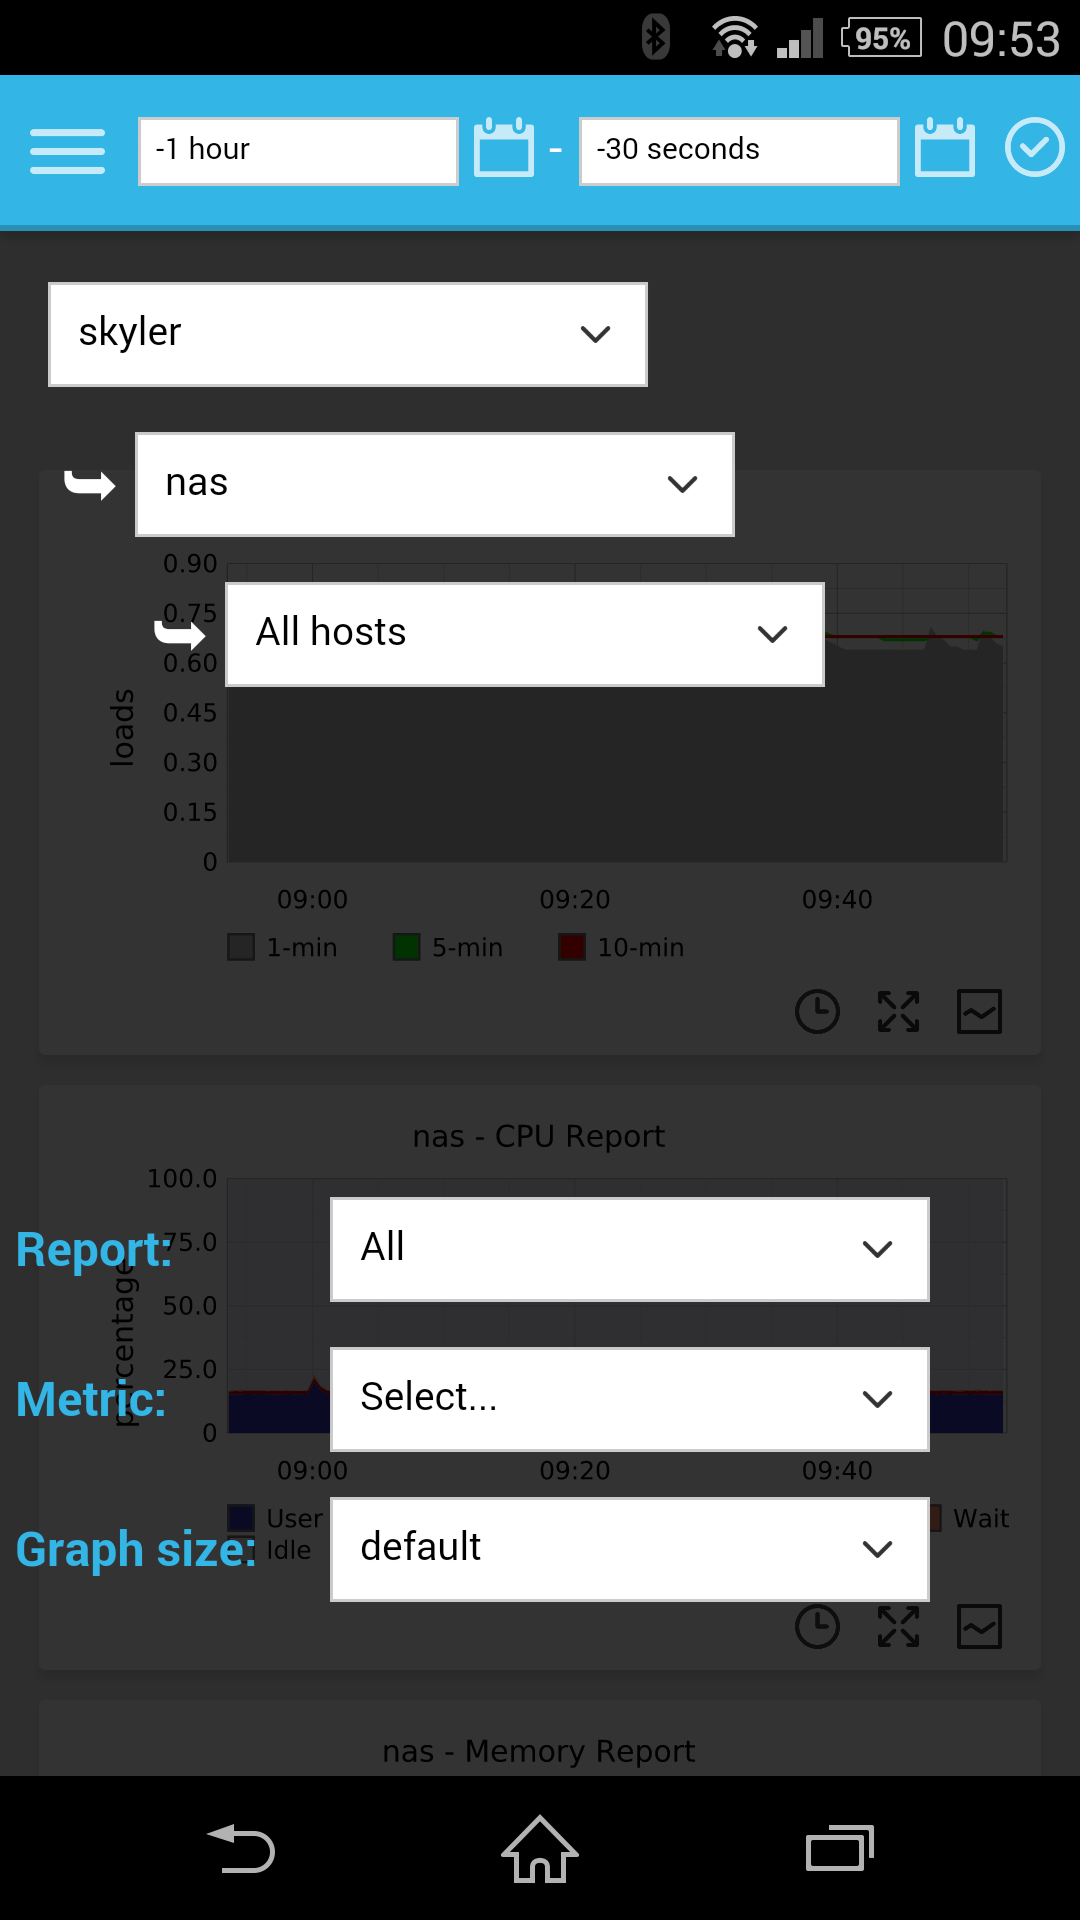 95% 09:53
-1 hour - -30 seconds
skyler
nas
0.90
All hosts
0.75
0.60
0.45
0.30
0.15
0
loads
09:00 09:20 09:40
1-min 5-min 10-min
nas - CPU Report
100.0
Report: All
75.0
50.0
25.0
0
percentage
Metric: Select...
09:00 09:20 09:40
User Wait
Graph size: default
Idle
nas - Memory Report